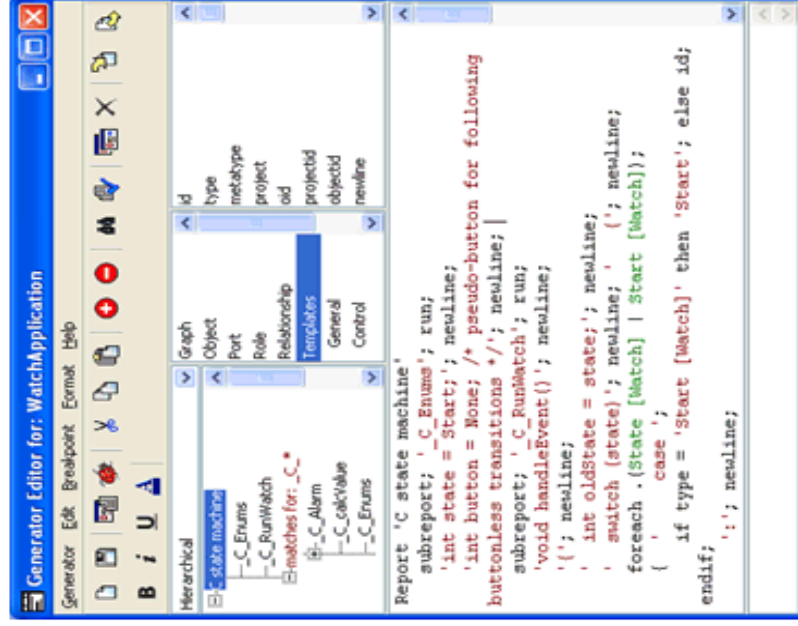 Generator Editor for: WatchApplication
Generator Edit Breakpoint Format Help
B i U A
Hierarchical
C state machine
_C_Enums
_C_RunWatch
matches for: _C_*
_C_Alarm
_C_calcValue
_C_Enums
Graph
Object
Port
Role
Relationship
Templates
General
Control
id
type
metatype
project
oid
projectid
objectid
newline
Report 'C state machine'
subreport; '_C_Enums'; run;
'int state = Start;'; newline;
'int button = None; /* pseudo-button for following
buttonless transitions */'; newline;
subreport; '_C_RunWatch'; run;
'void handleEvent()'; newline;
'{'; newline;
' int oldState = state;'; newline;
' switch (state)'; newline; ' {'; newline;
foreach .(State [Watch] | Start [Watch]);
{ ' case ';
if type = 'Start [Watch]' then 'Start'; else id;
endif;
':'; newline;